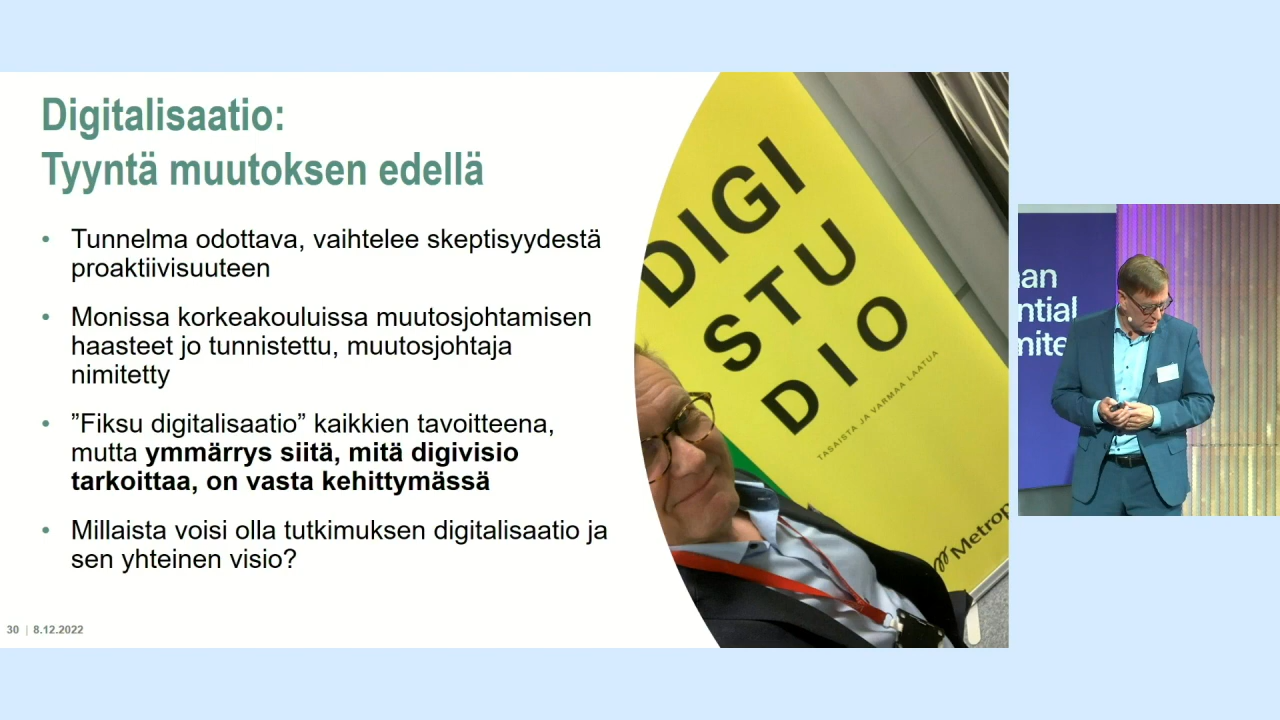 Digitalisaatio:
Tyyntä muutoksen edellä
• Tunnelma odottava, vaihtelee skeptisyydestä
proaktiivisuuteen
• Monissa korkeakouluissa muutosjohtamisen
haasteet jo tunnistettu, muutosjohtaja
nimitetty
• ”Fiksu digitalisaatio” kaikkien tavoitteena,
mutta ymmärrys siitä, mitä digivisio
tarkoittaa, on vasta kehittymässä
• Millaista voisi olla tutkimuksen digitalisaatio ja
sen yhteinen visio?
30 | 8.12.2022
DIGI
STU
DIO
TASAISTA JA VARMAA LAATUA
Metrop